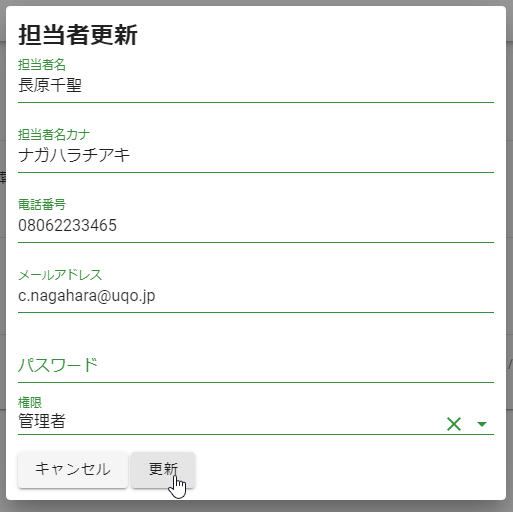 担当者更新
担当者名
長原千聖
担当者名カナ
ナガハラチアキ
電話番号
08062233465
メールアドレス
c.nagahara@uqo.jp
パスワード
権限
管理者
キャンセル
更新